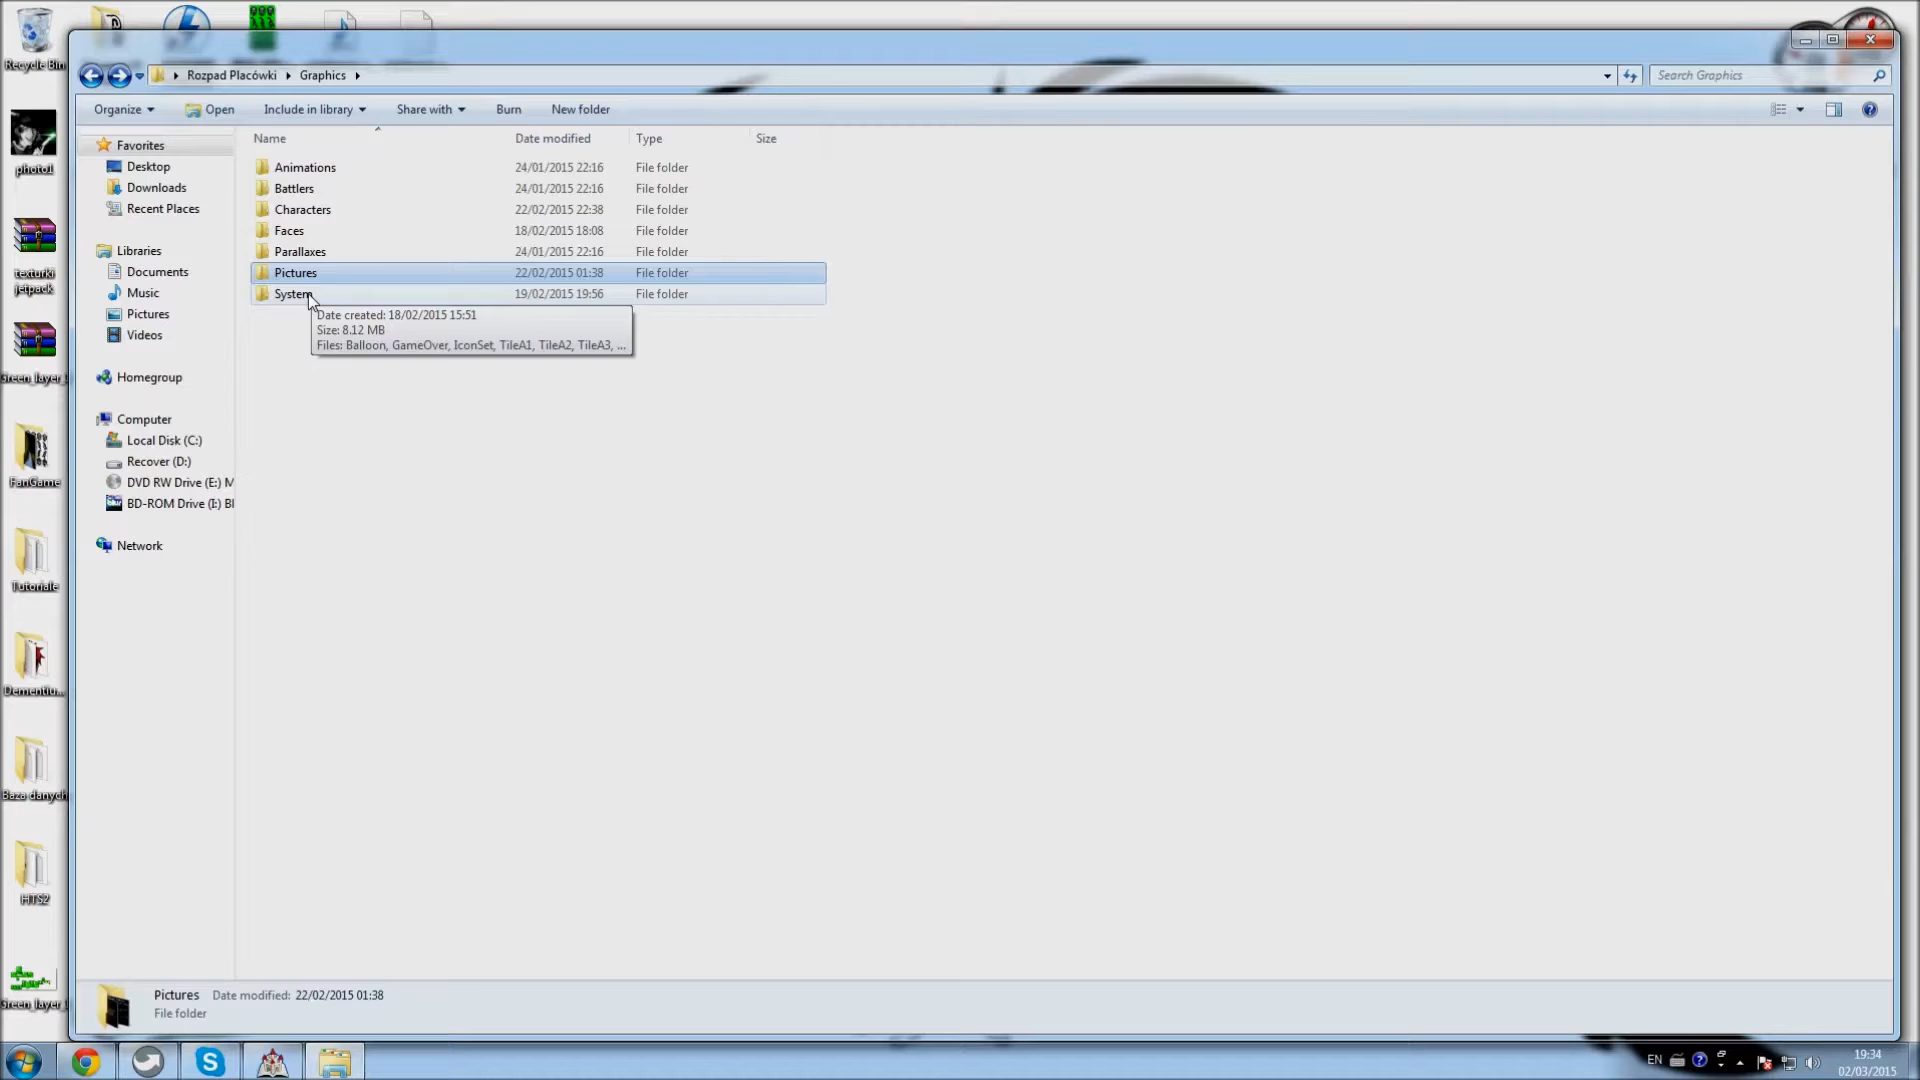 Recycle Bin
photo1
texturki
jetpack
FanGame
Tutoriale
Dementiu...
Baza danych
HTS2
Rozpad Placówki
Graphics
Search Graphics
Organize
Open
Include in library
Share with
Burn
New folder
Favorites
Desktop
Downloads
Recent Places
Libraries
Documents
Music
Pictures
Videos
Homegroup
Computer
Local Disk (C:)
Recover (D:)
DVD RW Drive (E:) M
BD-ROM Drive (I:) Bl
Network
Name Date modified Type Size
Animations 24/01/2015 22:16 File folder
Battlers 24/01/2015 22:16 File folder
Characters 22/02/2015 22:38 File folder
Faces 18/02/2015 18:08 File folder
Parallaxes 24/01/2015 22:16 File folder
Pictures 22/02/2015 01:38 File folder
System 19/02/2015 19:56 File folder
Date created: 18/02/2015 15:51
Size: 8.12 MB
Files: Balloon, GameOver, IconSet, TileA1, TileA2, TileA3, ...
Pictures Date modified: 22/02/2015 01:38
File folder
EN
19:34
02/03/2015